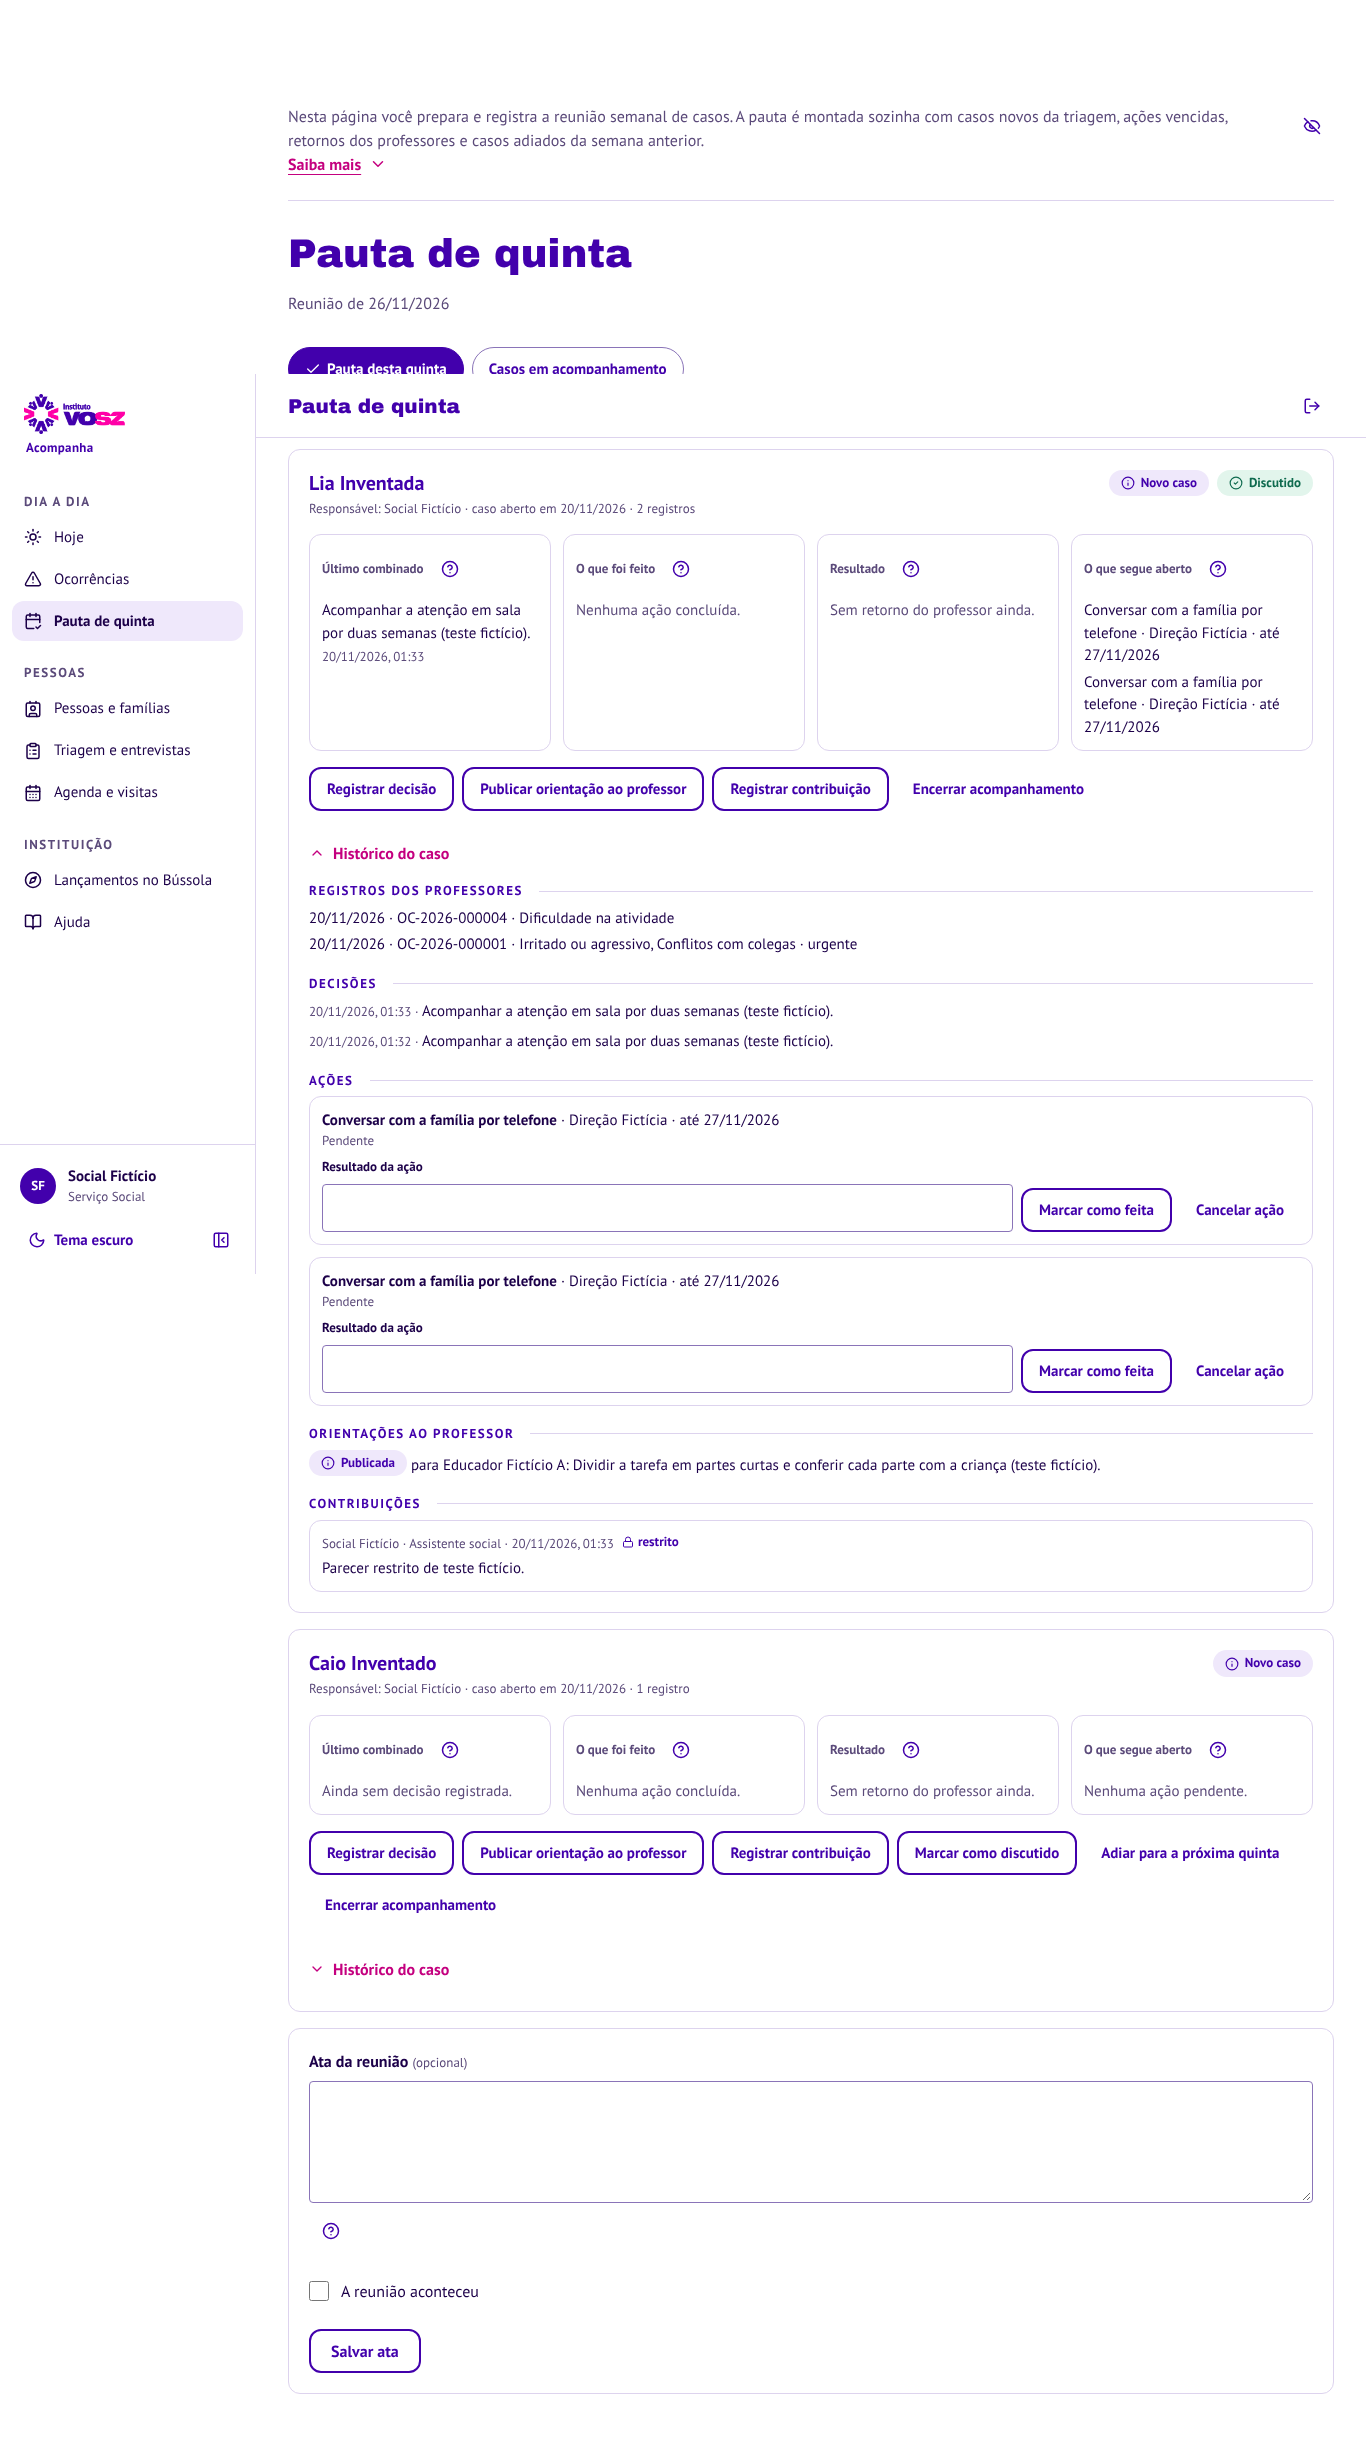 Nesta página você prepara e registra a reunião semanal de casos. A pauta é montada sozinha com casos novos da triagem, ações vencidas,
retornos dos professores e casos adiados da semana anterior.
Saiba mais
Pauta de quinta
Reunião de 26/11/2026
Pauta desta quinta
Casos em acompanhamento
Instituto
VOSZ
Acompanha
DIA A DIA
Hoje
Ocorrências
Pauta de quinta
PESSOAS
Pessoas e famílias
Triagem e entrevistas
Agenda e visitas
INSTITUIÇÃO
Lançamentos no Bússola
Ajuda
SF
Social Fictício
Serviço Social
Tema escuro
Pauta de quinta
Lia Inventada
Novo caso
Discutido
Responsável: Social Fictício · caso aberto em 20/11/2026 · 2 registros
Último combinado
Acompanhar a atenção em sala
por duas semanas (teste fictício).
20/11/2026, 01:33
O que foi feito
Nenhuma ação concluída.
Resultado
Sem retorno do professor ainda.
O que segue aberto
Conversar com a família por
telefone · Direção Fictícia · até
27/11/2026
Conversar com a família por
telefone · Direção Fictícia · até
27/11/2026
Registrar decisão
Publicar orientação ao professor
Registrar contribuição
Encerrar acompanhamento
Histórico do caso
REGISTROS DOS PROFESSORES
20/11/2026 · OC-2026-000004 · Dificuldade na atividade
20/11/2026 · OC-2026-000001 · Irritado ou agressivo, Conflitos com colegas · urgente
DECISÕES
20/11/2026, 01:33 · Acompanhar a atenção em sala por duas semanas (teste fictício).
20/11/2026, 01:32 · Acompanhar a atenção em sala por duas semanas (teste fictício).
AÇÕES
Conversar com a família por telefone · Direção Fictícia · até 27/11/2026
Pendente
Resultado da ação
Marcar como feita
Cancelar ação
Conversar com a família por telefone · Direção Fictícia · até 27/11/2026
Pendente
Resultado da ação
Marcar como feita
Cancelar ação
ORIENTAÇÕES AO PROFESSOR
Publicada para Educador Fictício A: Dividir a tarefa em partes curtas e conferir cada parte com a criança (teste fictício).
CONTRIBUIÇÕES
Social Fictício · Assistente social · 20/11/2026, 01:33 restrito
Parecer restrito de teste fictício.
Caio Inventado
Novo caso
Responsável: Social Fictício · caso aberto em 20/11/2026 · 1 registro
Último combinado
Ainda sem decisão registrada.
O que foi feito
Nenhuma ação concluída.
Resultado
Sem retorno do professor ainda.
O que segue aberto
Nenhuma ação pendente.
Registrar decisão
Publicar orientação ao professor
Registrar contribuição
Marcar como discutido
Adiar para a próxima quinta
Encerrar acompanhamento
Histórico do caso
Ata da reunião (opcional)
A reunião aconteceu
Salvar ata